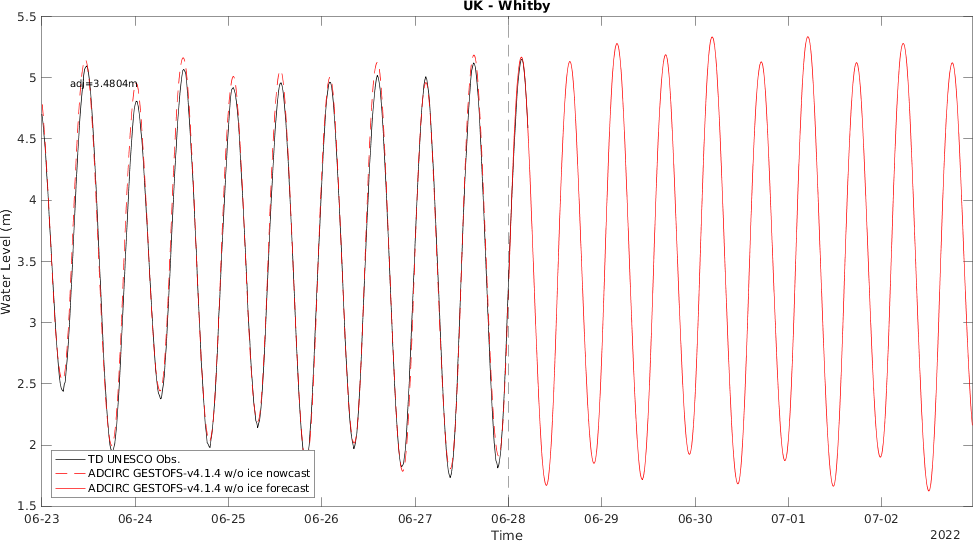 UK - Whitby
5.5
5
4.5
4
3.5
3
2.5
2
1.5
Water Level (m)
adj=3.4804m
TD UNESCO Obs.
ADCIRC GESTOFS-v4.1.4 w/o ice nowcast
ADCIRC GESTOFS-v4.1.4 w/o ice forecast
06-23 06-24 06-25 06-26 06-27 06-28 06-29 06-30 07-01 07-02
Time
2022